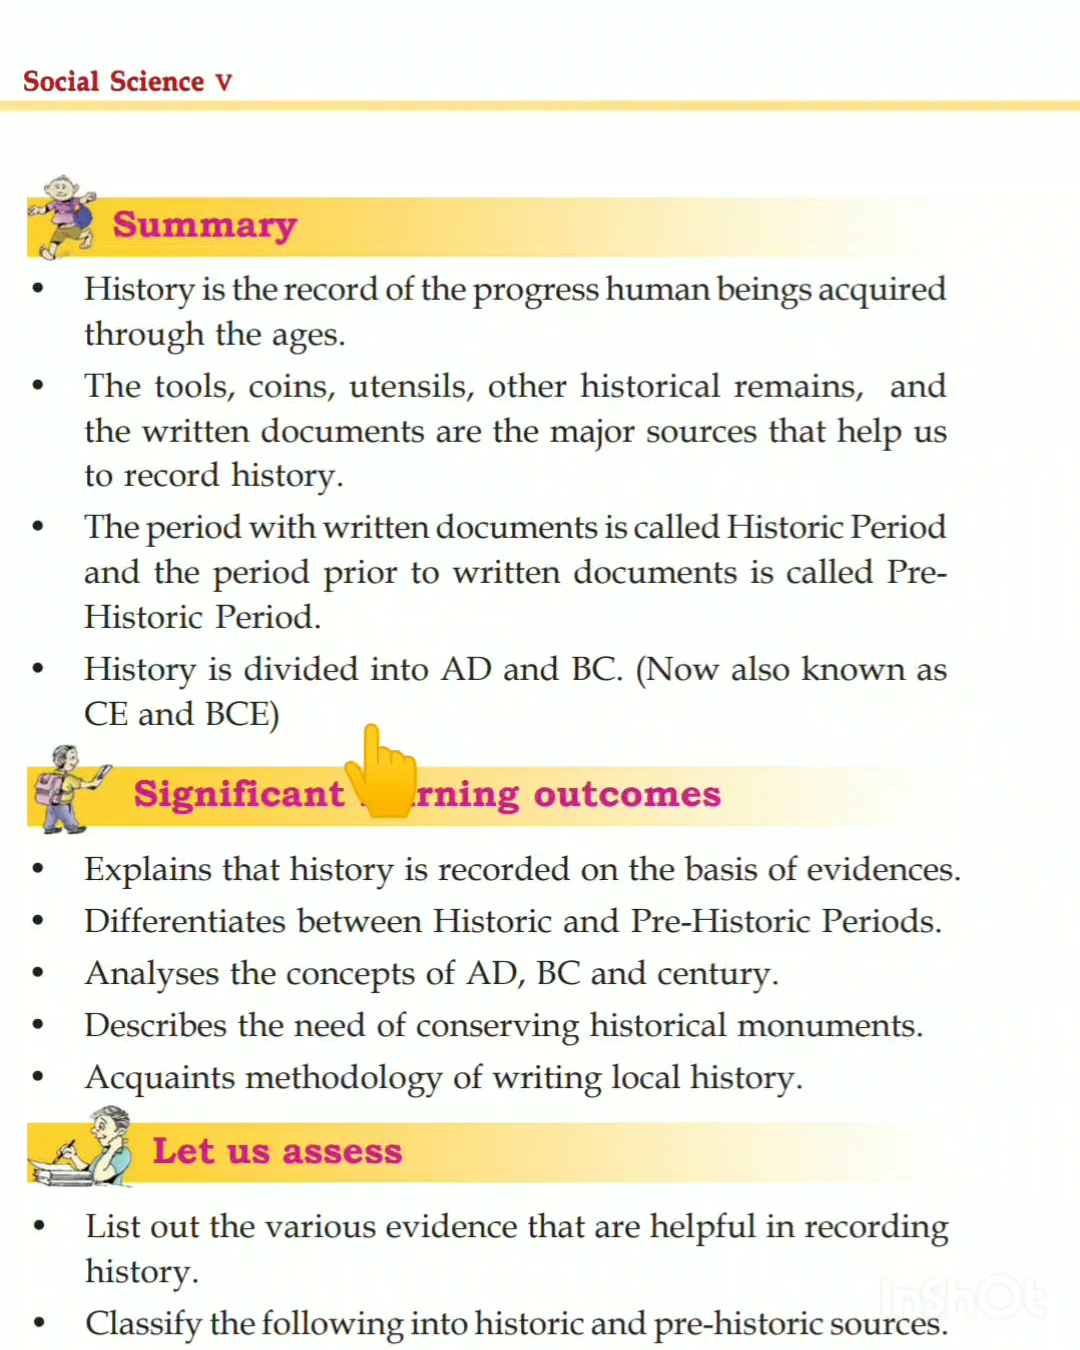 Social Science V
Summary
• History is the record of the progress human beings acquired
through the ages.
• The tools, coins, utensils, other historical remains, and
the written documents are the major sources that help us
to record history.
• The period with written documents is called Historic Period
and the period prior to written documents is called Pre-
Historic Period.
• History is divided into AD and BC. (Now also known as
CE and BCE)
Significant outcomes
• Explains that history is recorded on the basis of evidences.
• Differentiates between Historic and Pre-Historic Periods.
• Analyses the concepts of AD, BC and century.
• Describes the need of conserving historical monuments.
• Acquaints methodology of writing local history.
Let us assess
• List out the various evidence that are helpful in recording
history.
InShOt
• Classify the following into historic and pre-historic sources.